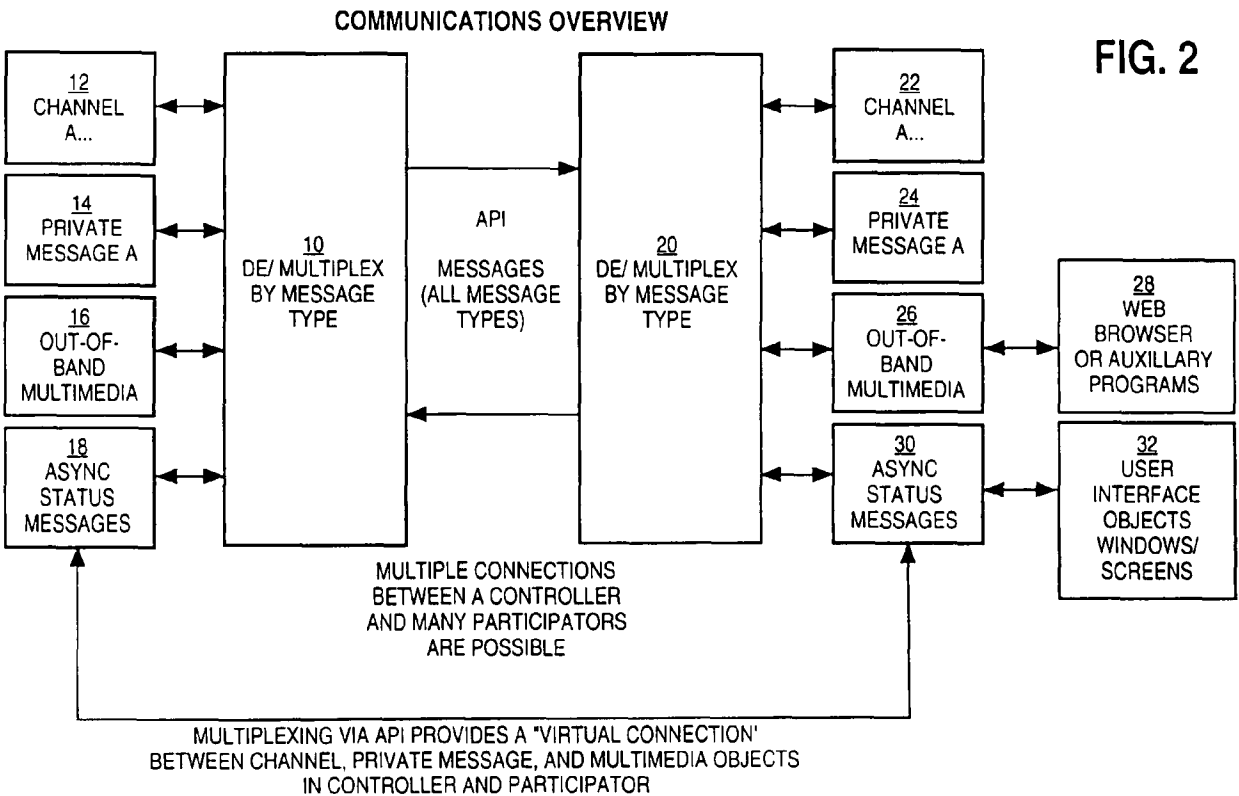 COMMUNICATIONS OVERVIEW
FIG. 2
12
CHANNEL
A...
14
PRIVATE
MESSAGE A
16
OUT-OF-
BAND
MULTIMEDIA
18
ASYNC
STATUS
MESSAGES
10
DE/ MULTIPLEX
BY MESSAGE
TYPE
API
MESSAGES
(ALL MESSAGE
TYPES)
20
DE/ MULTIPLEX
BY MESSAGE
TYPE
22
CHANNEL
A...
24
PRIVATE
MESSAGE A
26
OUT-OF-
BAND
MULTIMEDIA
30
ASYNC
STATUS
MESSAGES
28
WEB
BROWSER
OR AUXILLARY
PROGRAMS
32
USER
INTERFACE
OBJECTS
WINDOWS/
SCREENS
MULTIPLE CONNECTIONS
BETWEEN A CONTROLLER
AND MANY PARTICIPATORS
ARE POSSIBLE
MULTIPLEXING VIA API PROVIDES A "VIRTUAL CONNECTION'
BETWEEN CHANNEL, PRIVATE MESSAGE, AND MULTIMEDIA OBJECTS
IN CONTROLLER AND PARTICIPATOR